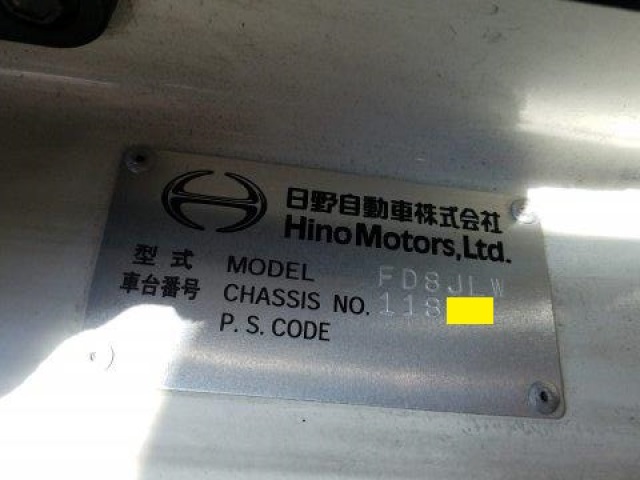 日野自動車株式会社
Hino Motors, Ltd.
型式 MODEL FD8JLW
車台番号 CHASSIS NO. 118
P.S.CODE